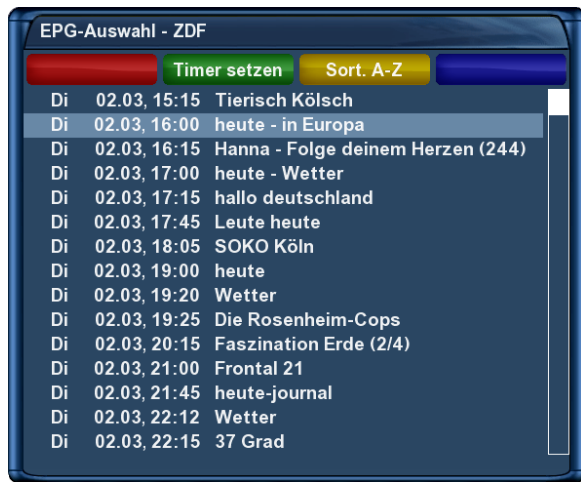 EPG-Auswahl - ZDF
Timer setzen Sort. A-Z
Di 02.03, 15:15 Tierisch Kölsch
Di 02.03, 16:00 heute - in Europa
Di 02.03, 16:15 Hanna - Folge deinem Herzen (244)
Di 02.03, 17:00 heute - Wetter
Di 02.03, 17:15 hallo deutschland
Di 02.03, 17:45 Leute heute
Di 02.03, 18:05 SOKO Köln
Di 02.03, 19:00 heute
Di 02.03, 19:20 Wetter
Di 02.03, 19:25 Die Rosenheim-Cops
Di 02.03, 20:15 Faszination Erde (2/4)
Di 02.03, 21:00 Frontal 21
Di 02.03, 21:45 heute-journal
Di 02.03, 22:12 Wetter
Di 02.03, 22:15 37 Grad